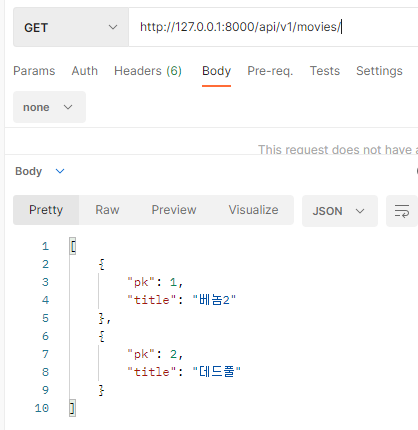 GET http://127.0.0.1:8000/api/v1/movies/
Params Auth Headers (6) Body Pre-req. Tests Settings
none
This request does not have a
Body
Pretty Raw Preview Visualize JSON
1 [
2 {
3 "pk": 1,
4 "title": "베놈2"
5 },
6 {
7 "pk": 2,
8 "title": "데드풀"
9 }
10 ]